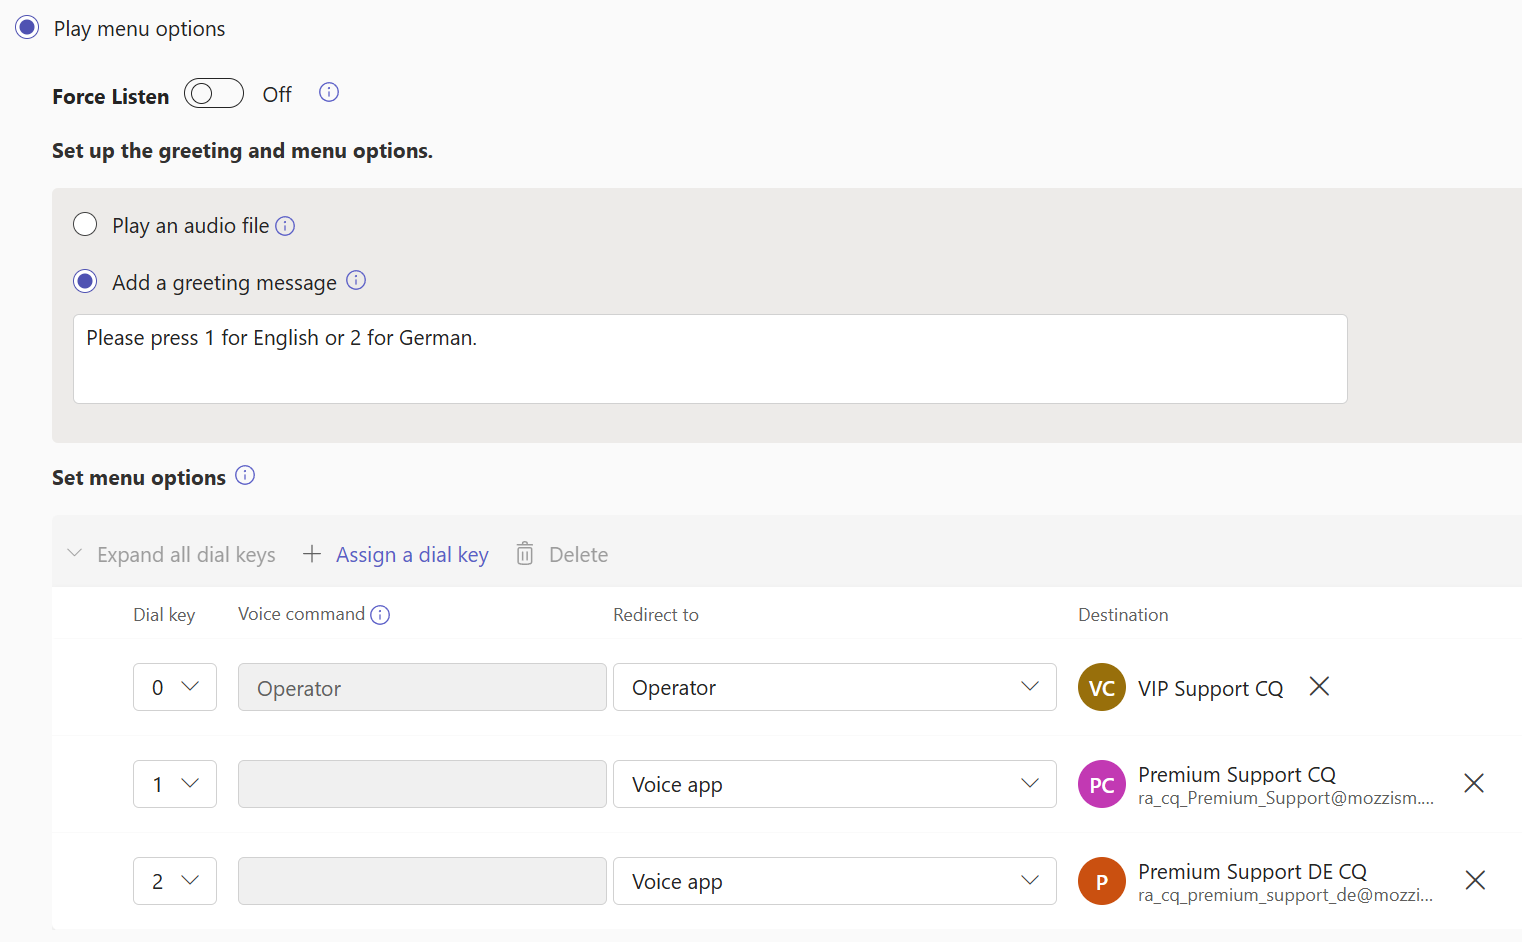 Play menu options
Force Listen Off
Set up the greeting and menu options.
Play an audio file
Add a greeting message
Please press 1 for English or 2 for German.
Set menu options
Expand all dial keys + Assign a dial key Delete
Dial key Voice command Redirect to Destination
0 Operator Operator VC VIP Support CQ
1 Voice app PC Premium Support CQ
ra_cq_Premium_Support@mozzism....
2 Voice app P Premium Support DE CQ
ra_cq_premium_support_de@mozzi...